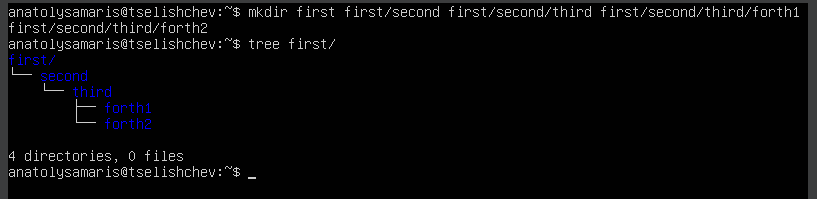 anatolysamaris@tselishchev:~$ mkdir first first/second first/second/third first/second/third/forth1
first/second/third/forth2
anatolysamaris@tselishchev:~$ tree first/
first/
└── second
    └── third
        ├── forth1
        └── forth2

4 directories, 0 files
anatolysamaris@tselishchev:~$ _